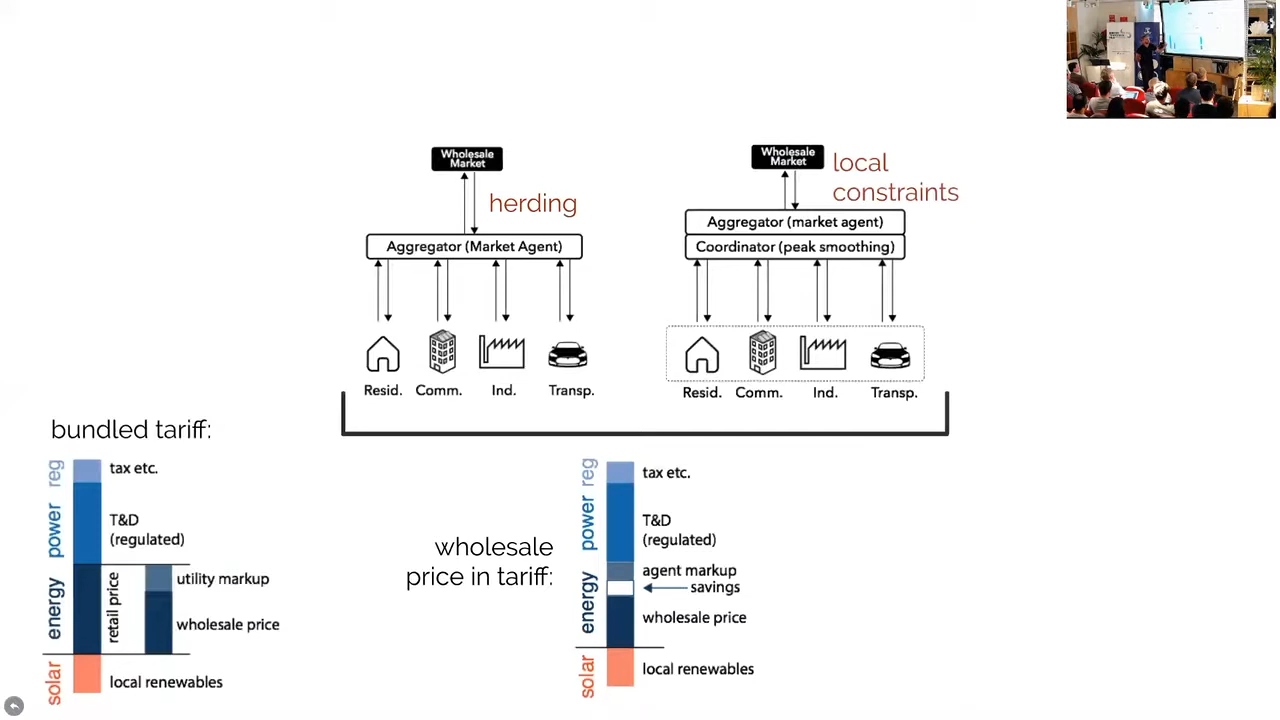 Wholesale
Market
herding
Aggregator (Market Agent)
Resid.
Comm.
Ind.
Transp.
Wholesale
Market
local
constraints
Aggregator (market agent)
Coordinator (peak smoothing)
Resid.
Comm.
Ind.
Transp.
bundled tariff:
reg
power
energy
solar
tax etc.
T&D
(regulated)
retail price
utility markup
wholesale price
local renewables
wholesale
price in tariff:
reg
power
energy
solar
tax etc.
T&D
(regulated)
agent markup
savings
wholesale price
local renewables